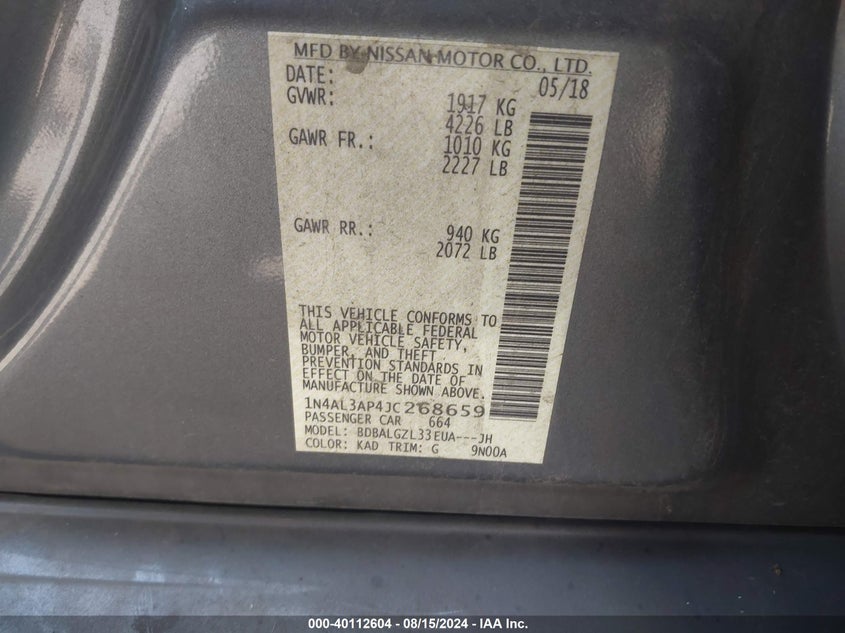 MFD BY NISSAN MOTOR CO., LTD.
DATE: 05/18
GVWR: 1917 KG
4226 LB
GAWR FR.: 1010 KG
2227 LB
GAWR RR.: 940 KG
2072 LB
THIS VEHICLE CONFORMS TO
ALL APPLICABLE FEDERAL
MOTOR VEHICLE SAFETY,
BUMPER, AND THEFT
PREVENTION STANDARDS IN
EFFECT ON THE DATE OF
MANUFACTURE SHOWN ABOVE.
1N4AL3AP4JC268659
PASSENGER CAR 664
MODEL: BDBALGZL33EUA---JH
COLOR: KAD TRIM: G 9N00A
000-40112604 - 08/15/2024 - IAA Inc.